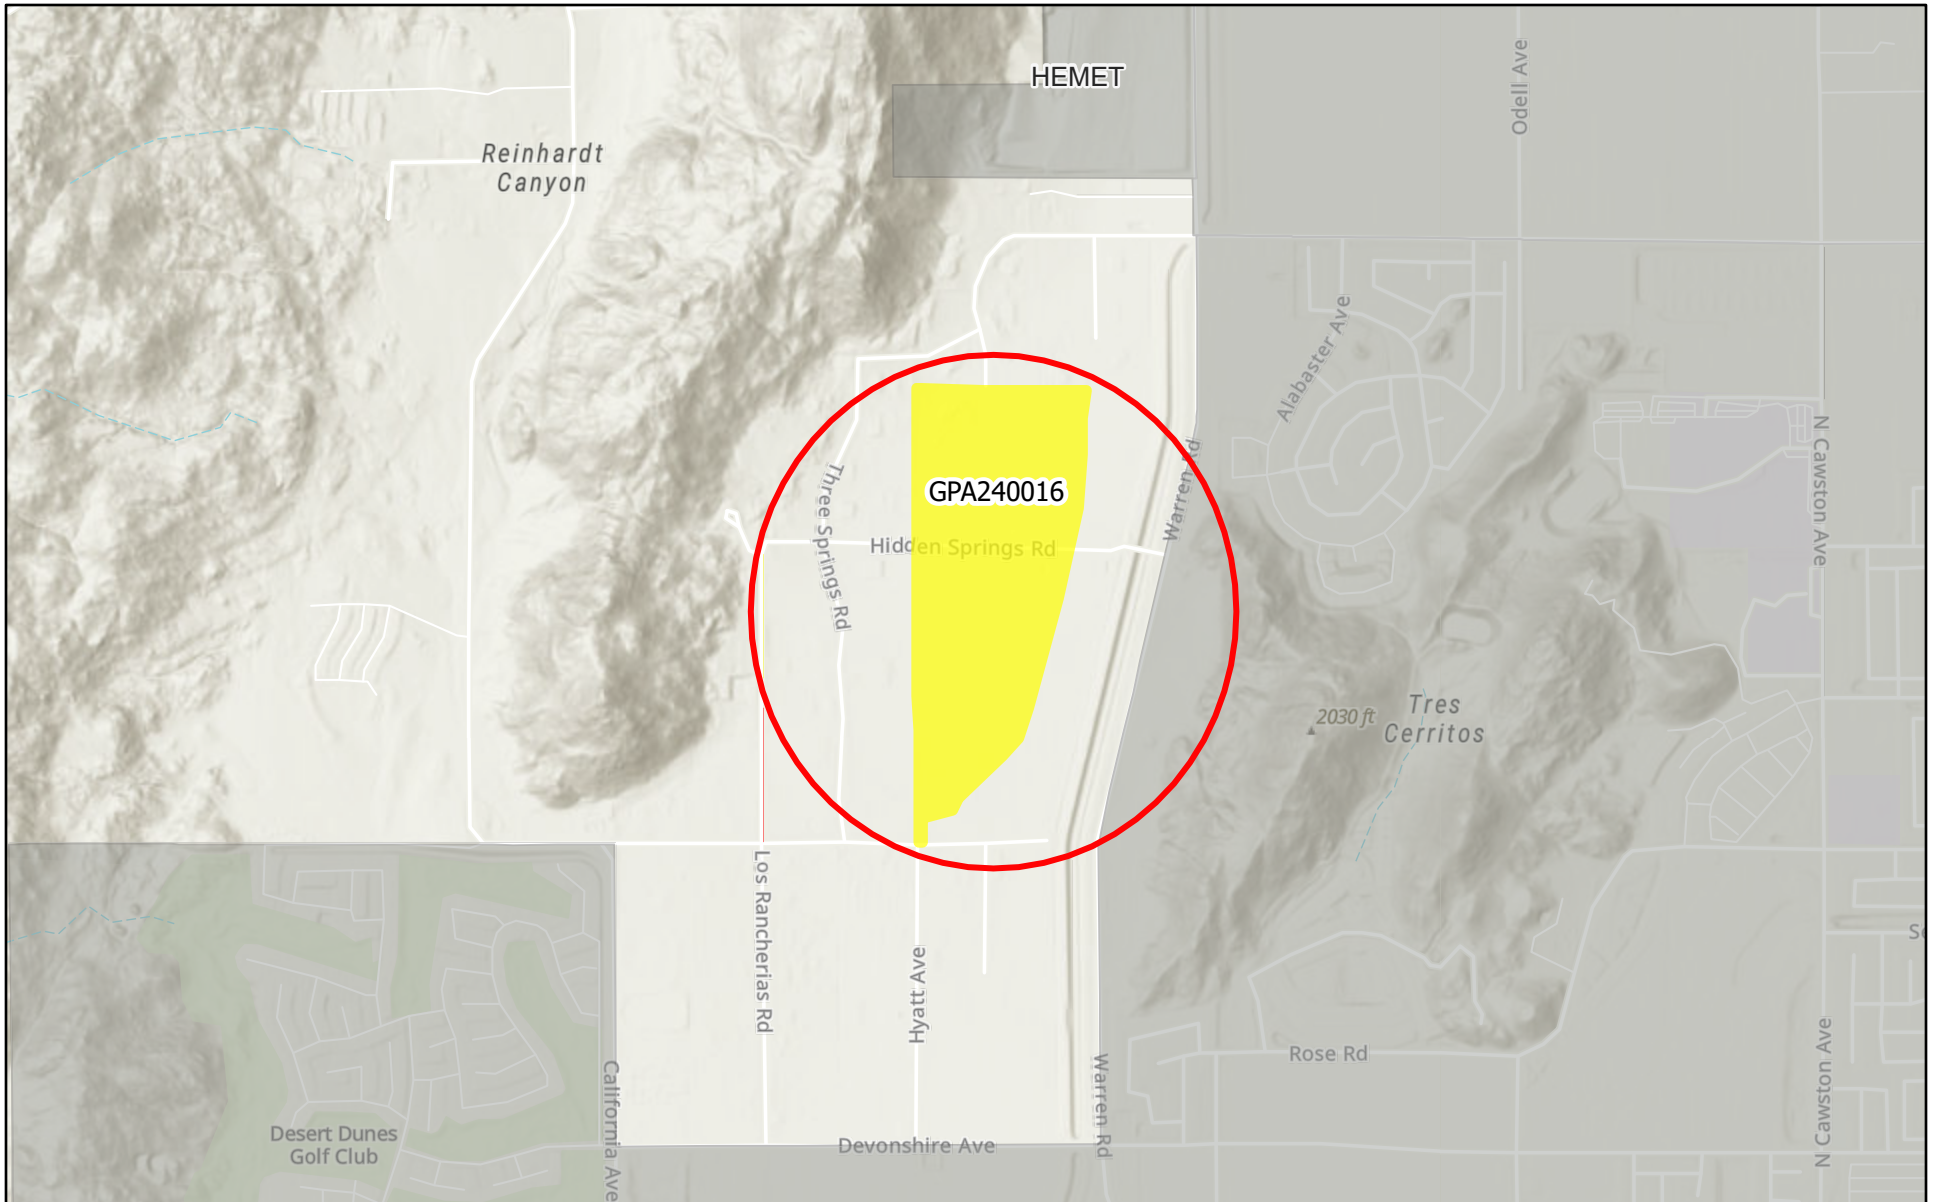 HEMET
Odell Ave
Reinhardt
Canyon
Alabaster Ave
N Cawston Ave
Warren Rd
Three Springs Rd
GPA240016
Hidden Springs Rd
2030 ft
Tres
Cerritos
Los Rancherias Rd
Hyatt Ave
Rose Rd
California Ave
Warren Rd
N Cawston Ave
Desert Dunes
Golf Club
Devonshire Ave